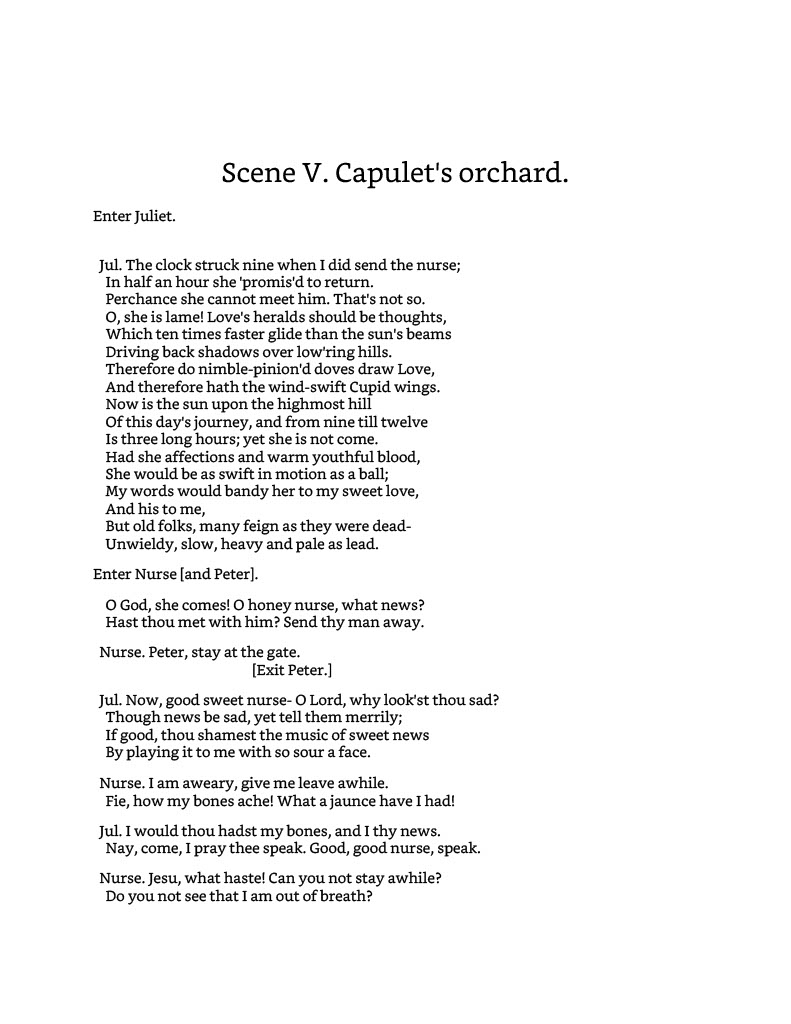 Scene V. Capulet's orchard.
Enter Juliet.
Jul. The clock struck nine when I did send the nurse;
In half an hour she 'promis'd to return.
Perchance she cannot meet him. That's not so.
O, she is lame! Love's heralds should be thoughts,
Which ten times faster glide than the sun's beams
Driving back shadows over low'ring hills.
Therefore do nimble-pinion'd doves draw Love,
And therefore hath the wind-swift Cupid wings.
Now is the sun upon the highmost hill
Of this day's journey, and from nine till twelve
Is three long hours; yet she is not come.
Had she affections and warm youthful blood,
She would be as swift in motion as a ball;
My words would bandy her to my sweet love,
And his to me,
But old folks, many feign as they were dead-
Unwieldy, slow, heavy and pale as lead.
Enter Nurse [and Peter].
O God, she comes! O honey nurse, what news?
Hast thou met with him? Send thy man away.
Nurse. Peter, stay at the gate.
[Exit Peter.]
Jul. Now, good sweet nurse- O Lord, why look'st thou sad?
Though news be sad, yet tell them merrily;
If good, thou shamest the music of sweet news
By playing it to me with so sour a face.
Nurse. I am aweary, give me leave awhile.
Fie, how my bones ache! What a jaunce have I had!
Jul. I would thou hadst my bones, and I thy news.
Nay, come, I pray thee speak. Good, good nurse, speak.
Nurse. Jesu, what haste! Can you not stay awhile?
Do you not see that I am out of breath?